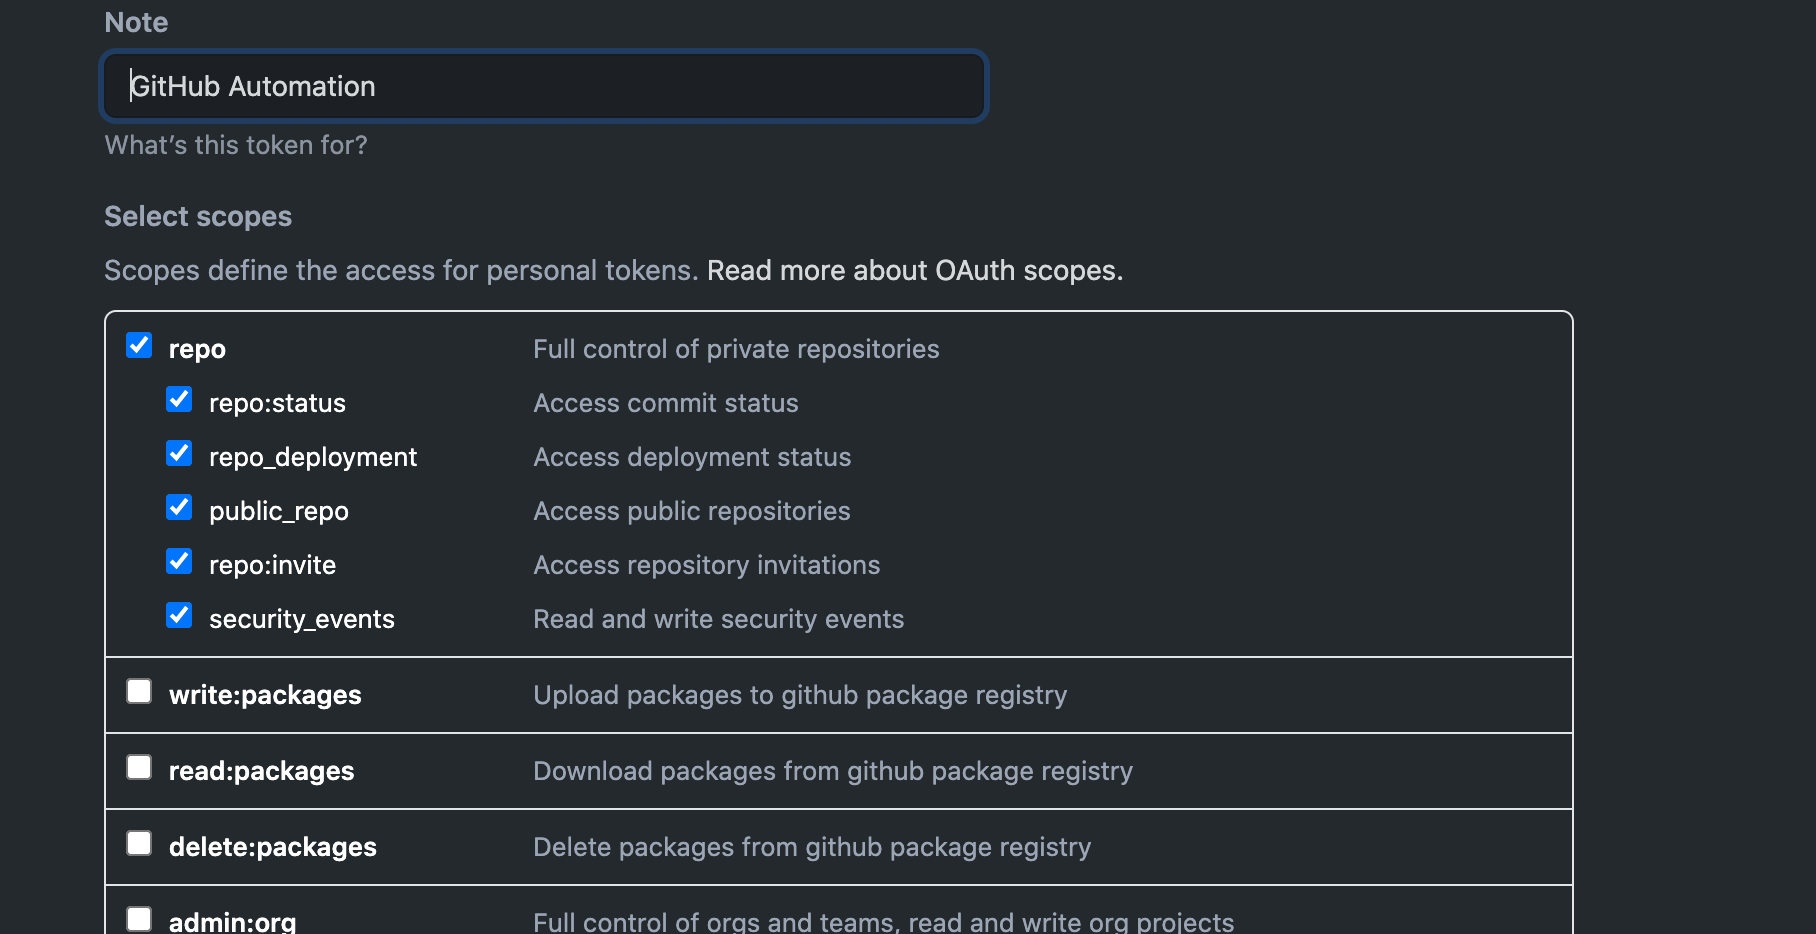 Note
GitHub Automation
What’s this token for?
Select scopes
Scopes define the access for personal tokens. Read more about OAuth scopes.
repo Full control of private repositories
repo:status Access commit status
repo_deployment Access deployment status
public_repo Access public repositories
repo:invite Access repository invitations
security_events Read and write security events
write:packages Upload packages to github package registry
read:packages Download packages from github package registry
delete:packages Delete packages from github package registry
admin:org Full control of orgs and teams, read and write org projects